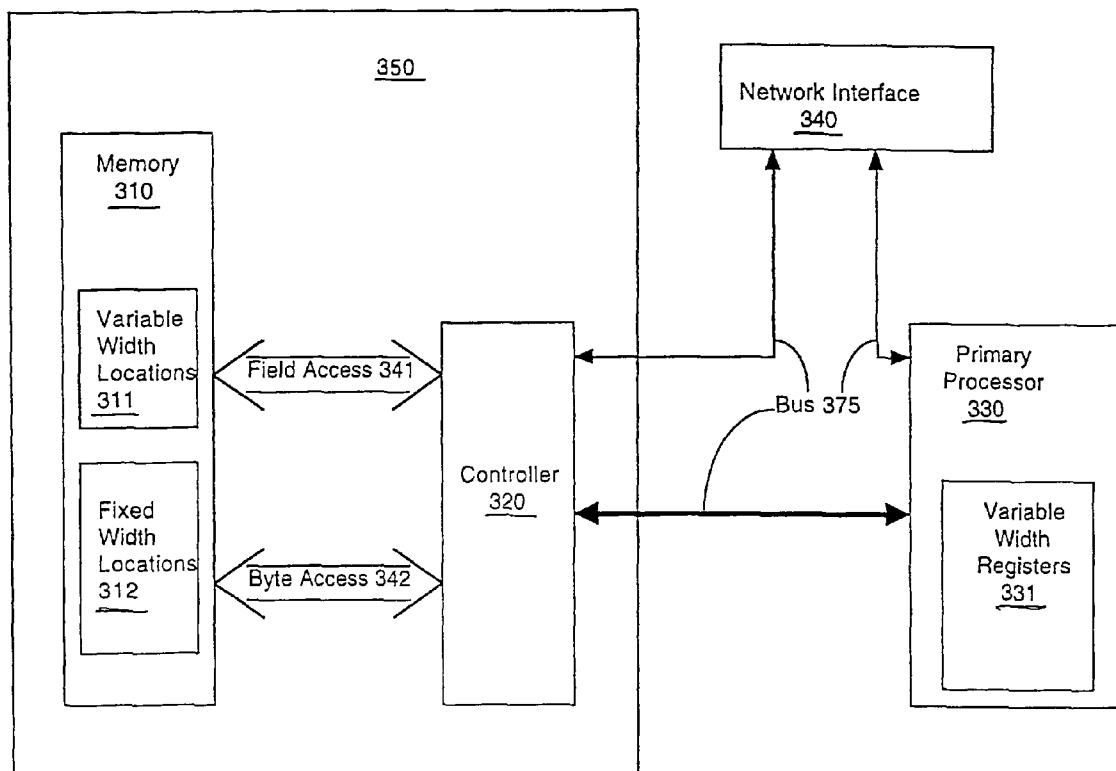 350
Network Interface
340
Memory
310
Variable
Width
Locations
311
Field Access 341
Primary
Processor
330
Bus 375
Controller
320
Fixed
Width
Locations
312
Byte Access 342
Variable
Width
Registers
331